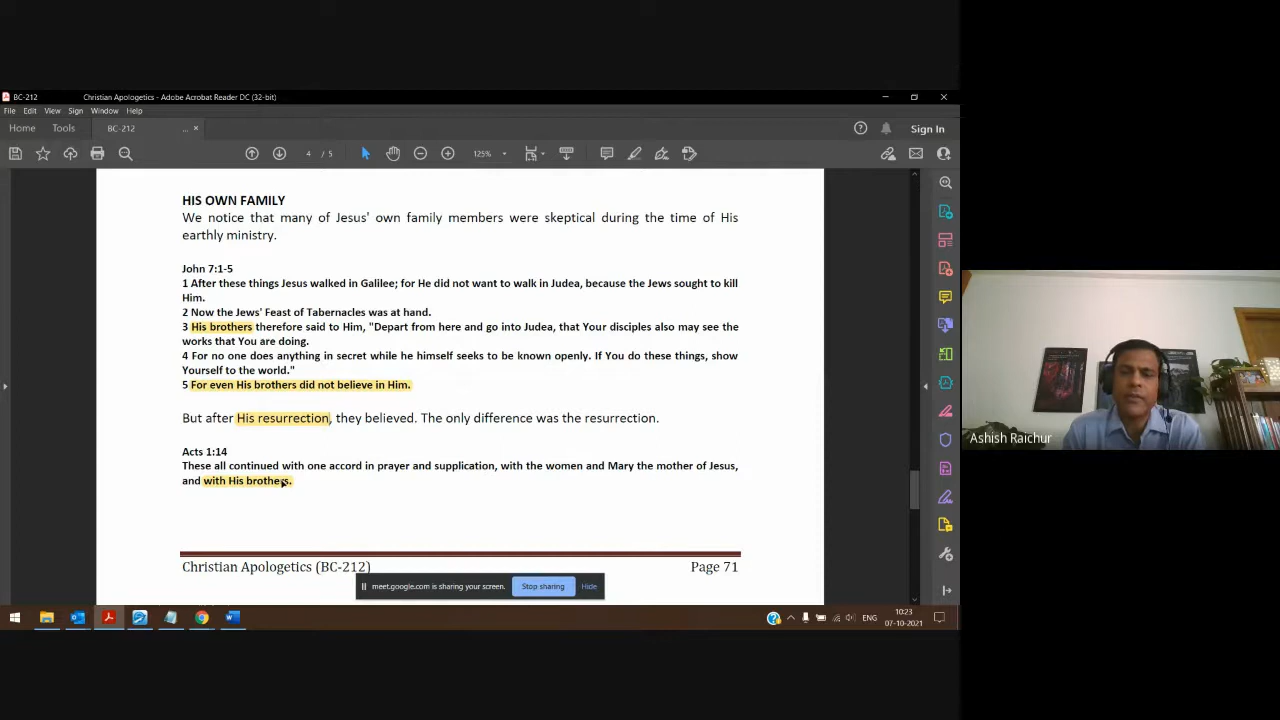 BC-212
Christian Apologetics - Adobe Acrobat Reader DC (32-bit)
File Edit View Sign Window Help
Home Tools BC-212 ... × Sign In
4 / 5 125%
HIS OWN FAMILY
We notice that many of Jesus' own family members were skeptical during the time of His
earthly ministry.
John 7:1-5
1 After these things Jesus walked in Galilee; for He did not want to walk in Judea, because the Jews sought to kill
Him.
2 Now the Jews' Feast of Tabernacles was at hand.
3 His brothers therefore said to Him, "Depart from here and go into Judea, that Your disciples also may see the
works that You are doing.
4 For no one does anything in secret while he himself seeks to be known openly. If You do these things, show
Yourself to the world."
5 For even His brothers did not believe in Him.
But after His resurrection, they believed. The only difference was the resurrection.
Acts 1:14
These all continued with one accord in prayer and supplication, with the women and Mary the mother of Jesus,
and with His brothers.
Christian Apologetics (BC-212) Page 71
meet.google.com is sharing your screen. Stop sharing Hide
ENG
10:23
07-10-2021
Ashish Raichur